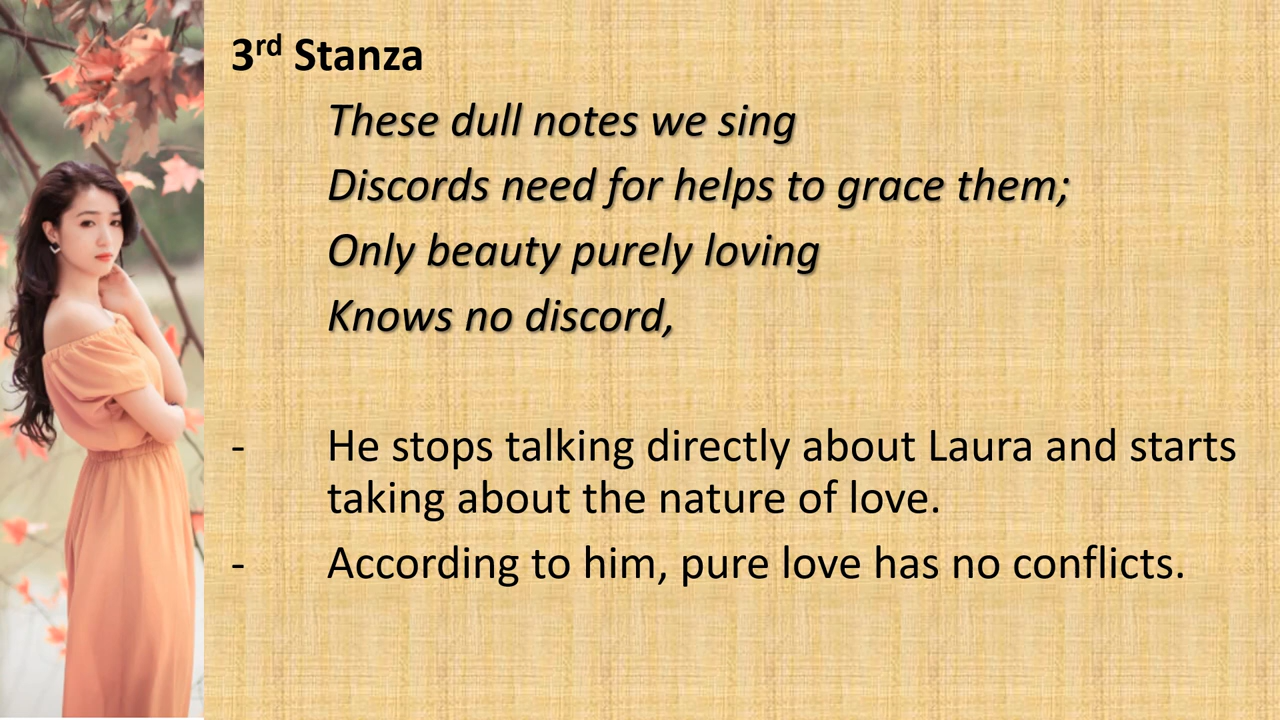 3rd Stanza
These dull notes we sing
Discords need for helps to grace them;
Only beauty purely loving
Knows no discord,
- He stops talking directly about Laura and starts
taking about the nature of love.
- According to him, pure love has no conflicts.